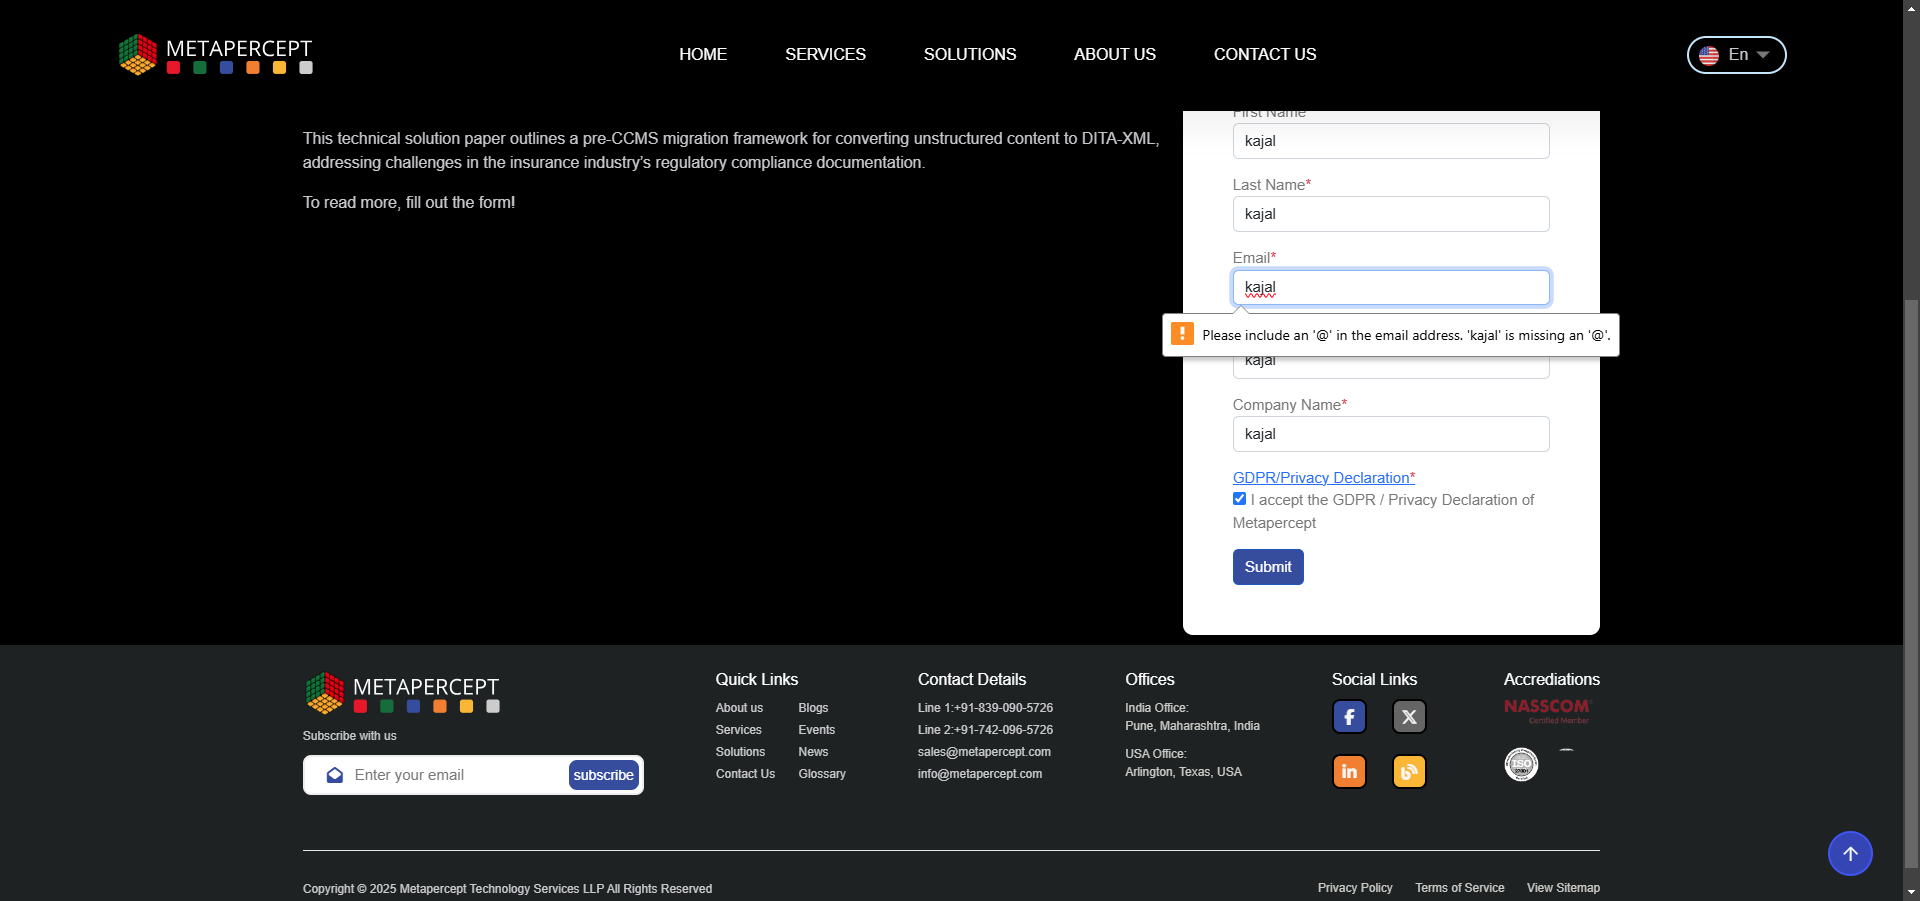 METAPERCEPT
HOME
SERVICES
SOLUTIONS
ABOUT US
CONTACT US
En
This technical solution paper outlines a pre-CCMS migration framework for converting unstructured content to DITA-XML,
addressing challenges in the insurance industry’s regulatory compliance documentation.
To read more, fill out the form!
First Name
kajal
Last Name*
kajal
Email*
kajal
Please include an '@' in the email address. 'kajal' is missing an '@'.
kajal
Company Name*
kajal
GDPR/Privacy Declaration*
I accept the GDPR / Privacy Declaration of
Metapercept
Submit
METAPERCEPT
Subscribe with us
Enter your email
subscribe
Quick Links
About us
Blogs
Services
Events
Solutions
News
Contact Us
Glossary
Contact Details
Line 1:+91-839-090-5726
Line 2:+91-742-096-5726
sales@metapercept.com
info@metapercept.com
Offices
India Office:
Pune, Maharashtra, India
USA Office:
Arlington, Texas, USA
Social Links
Accrediations
NASSCOM
Certified Member
ISO
27001
Copyright © 2025 Metapercept Technology Services LLP All Rights Reserved
Privacy Policy
Terms of Service
View Sitemap